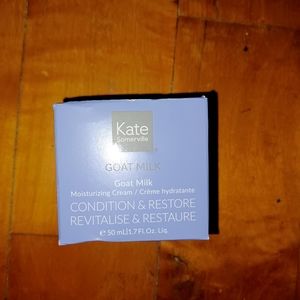 Kate
Somerville
GOAT MILK
Goat Milk
Moisturizing Cream / Crème hydratante
CONDITION & RESTORE
REVITALISE & RESTAURE
e 50 mL|1.7 Fl. Oz. Liq.